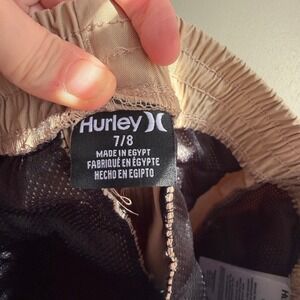 Hurley
7/8
MADE IN EGYPT
FABRIQUÉ EN ÉGYPTE
HECHO EN EGIPTO